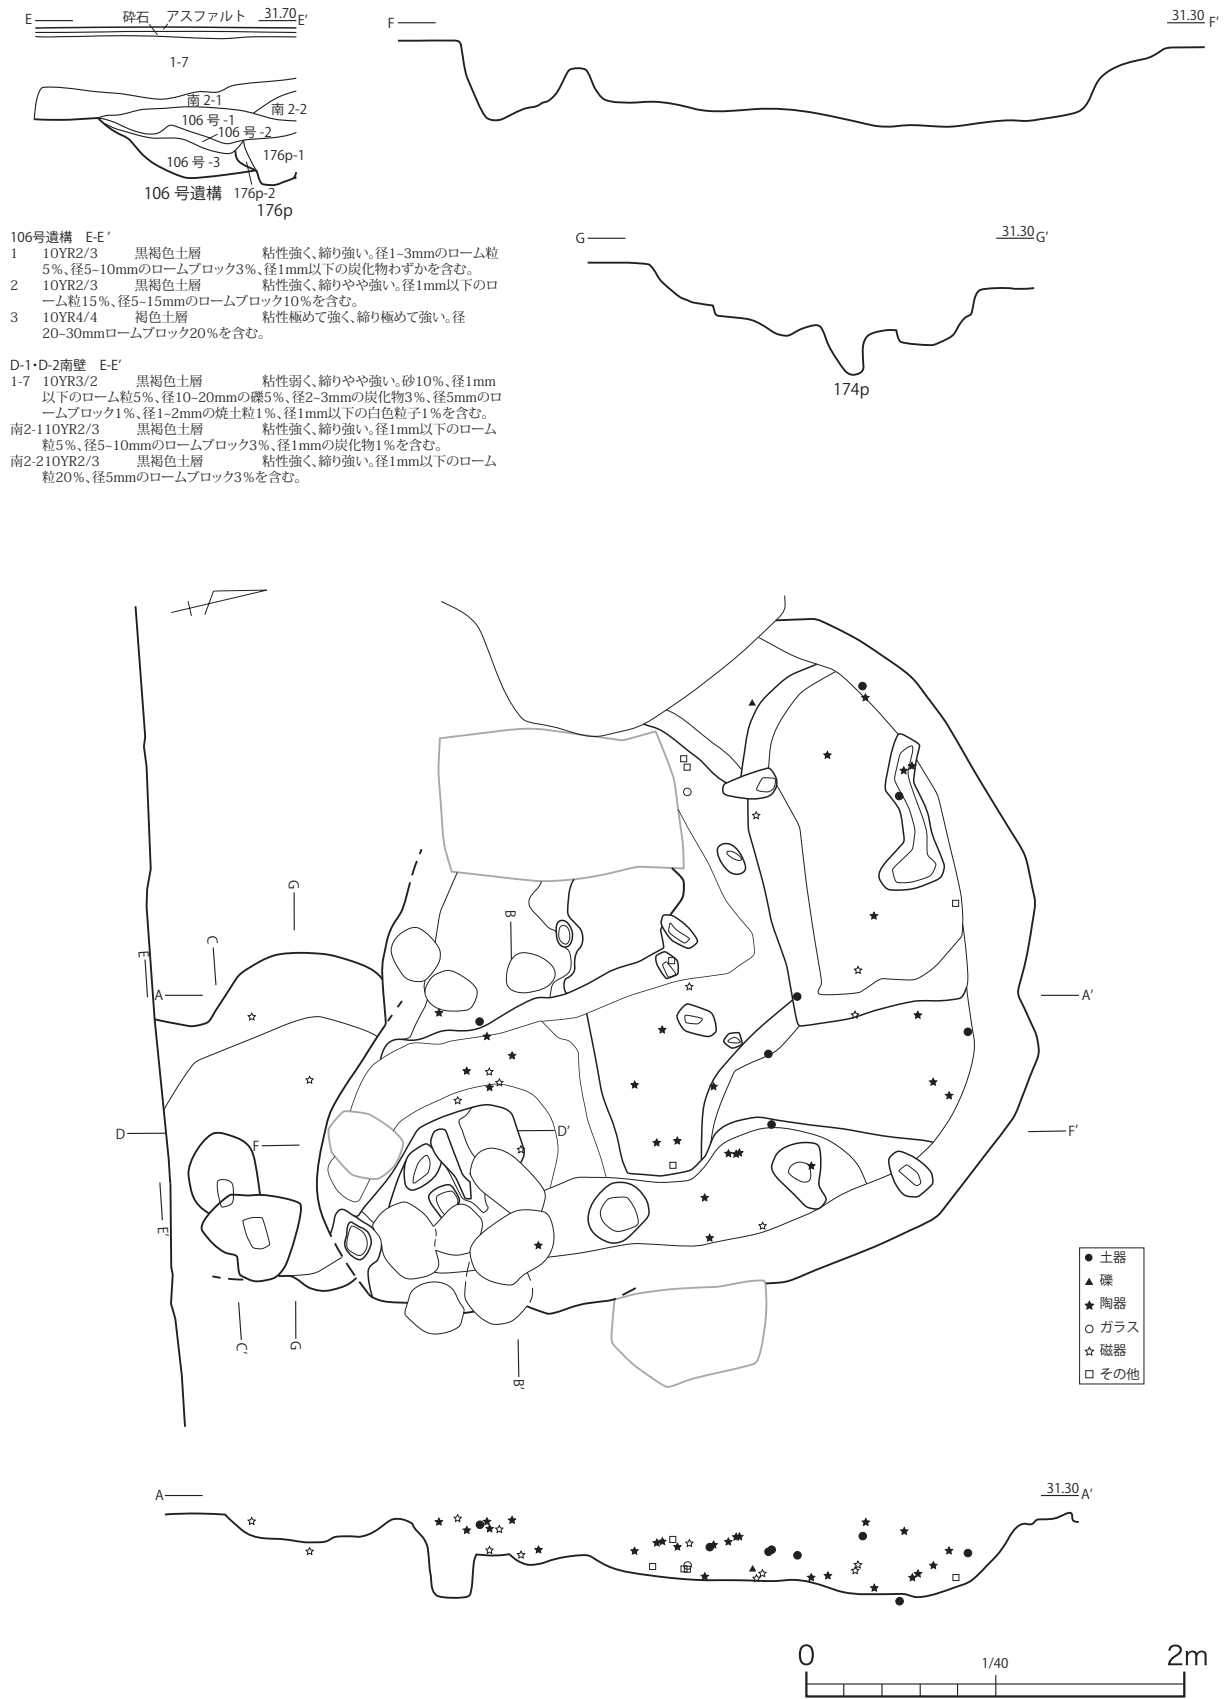 E 砕石 アスファルト 31.70 E′
1-7
南 2-1
南 2-2
106 号 -1
106 号 -2
176p-1
106 号 -3
106 号遺構 176p-2
176p
F 31.30 F′
G 31.30 G′
174p
106号遺構 E-E′
1 10YR2/3 黒褐色土層 粘性強く、締り強い。径1~3mmのローム粒
5%、径5~10mmのロームブロック3%、径1mm以下の炭化物わずかを含む。
2 10YR2/3 黒褐色土層 粘性強く、締りやや強い。径1mm以下のロ
ーム粒15%、径5~15mmのロームブロック10%を含む。
3 10YR4/4 褐色土層 粘性極めて強く、締り極めて強い。径
20~30mmロームブロック20%を含む。
D-1・D-2南壁 E-E′
1-7 10YR3/2 黒褐色土層 粘性弱く、締りやや強い。砂10%、径1mm
以下のローム粒5%、径10~20mmの礫5%、径2~3mmの炭化物3%、径5mmのロ
ームブロック1%、径1~2mmの焼土粒1%、径1mm以下の白色粒子1%を含む。
南2-110YR2/3 黒褐色土層 粘性強く、締り強い。径1mm以下のローム
粒5%、径5~10mmのロームブロック3%、径1mmの炭化物1%を含む。
南2-210YR2/3 黒褐色土層 粘性強く、締り強い。径1mm以下のローム
粒20%、径5mmのロームブロック3%を含む。
G
B
C
E
A A′
D D′ F′
F
E′
C′ G
B′
土器
礫
陶器
ガラス
磁器
その他
A 31.30 A′
0 1/40 2m